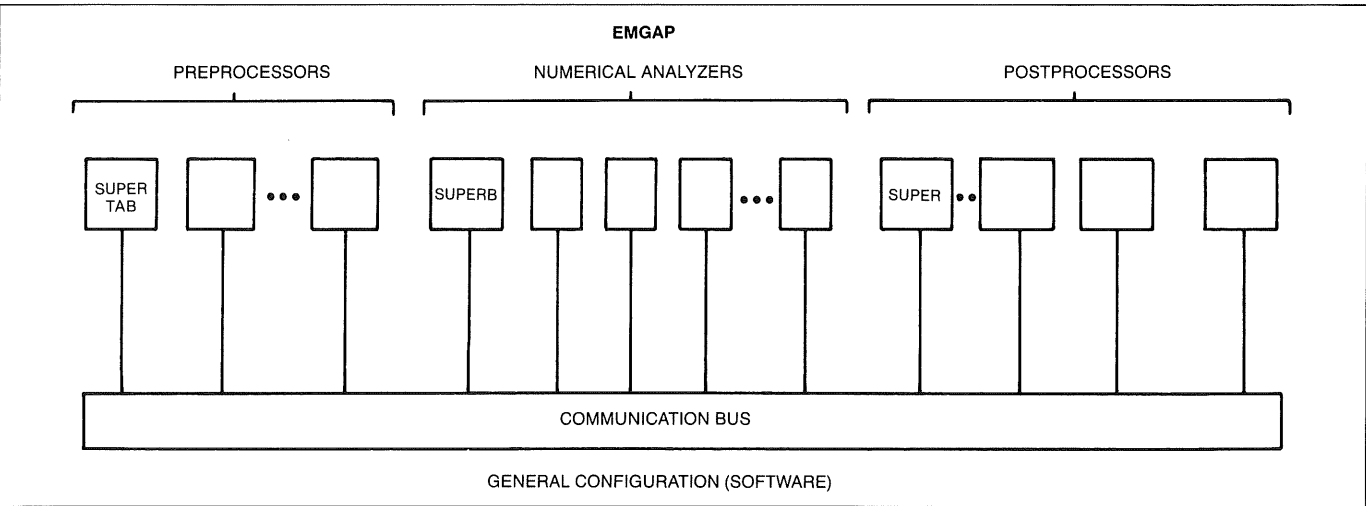 EMGAP
PREPROCESSORS
NUMERICAL ANALYZERS
POSTPROCESSORS
SUPER
TAB
SUPERB
SUPER
COMMUNICATION BUS
GENERAL CONFIGURATION (SOFTWARE)